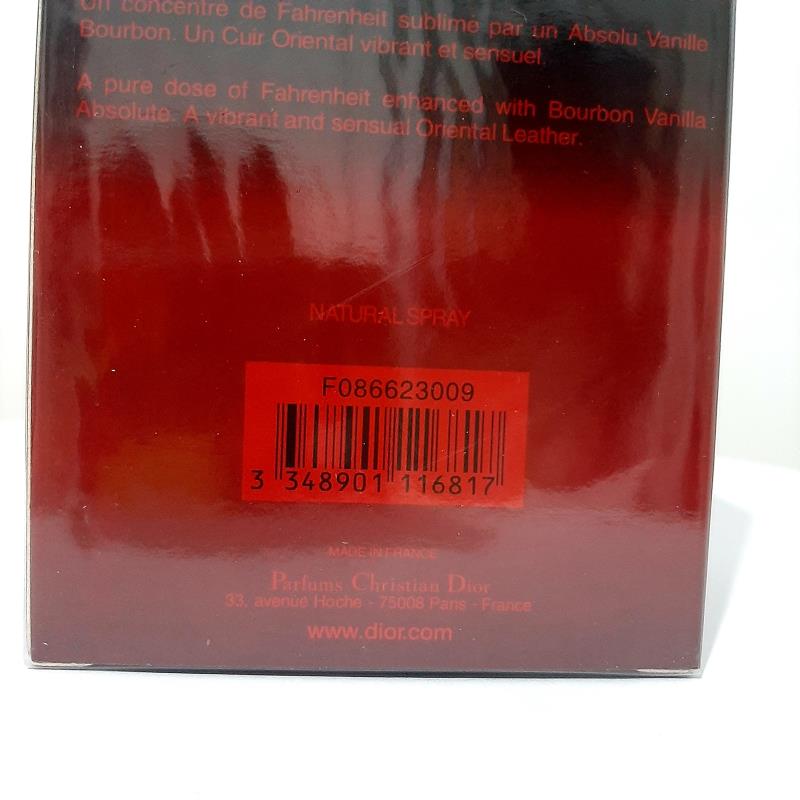 Un concentré de Fahrenheit sublimé par un Absolu Vanille
Bourbon. Un Cuir Oriental vibrant et sensuel.
A pure dose of Fahrenheit enhanced with Bourbon Vanilla
Absolute. A vibrant and sensual Oriental Leather.
NATURAL SPRAY
F086623009
3 348901 116817
MADE IN FRANCE
Parfums Christian Dior
33, avenue Hoche - 75008 Paris - France
www.dior.com